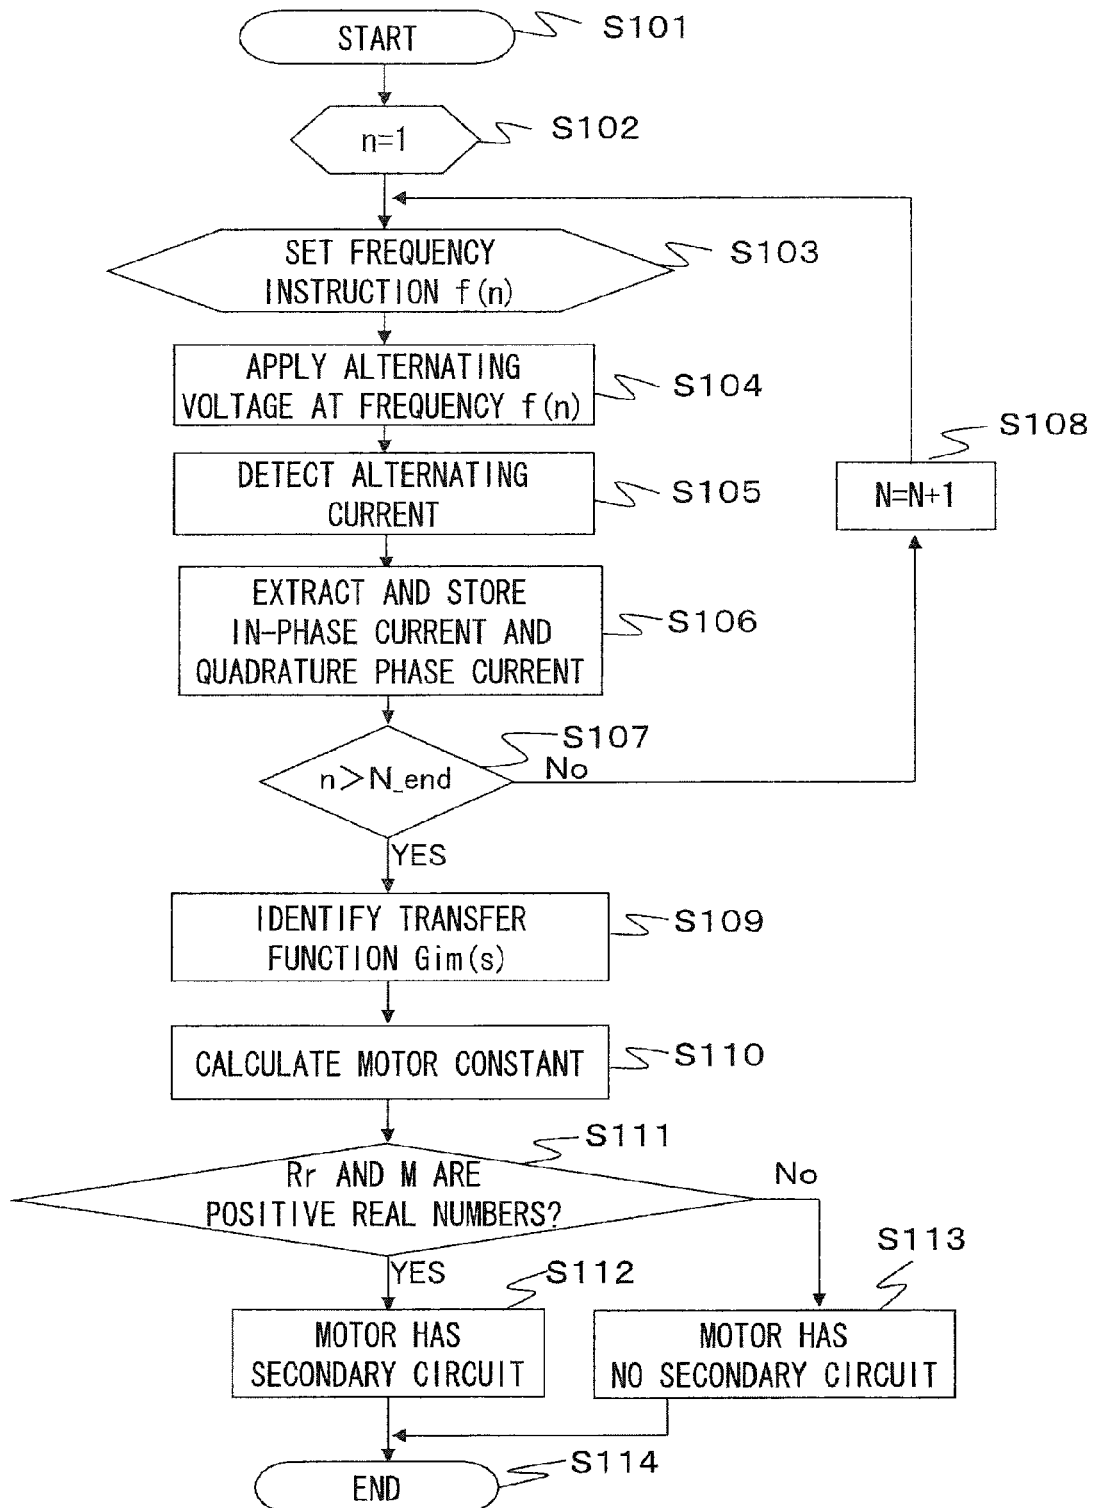 START
S101
n=1
S102
SET FREQUENCY
INSTRUCTION f(n)
S103
APPLY ALTERNATING
VOLTAGE AT FREQUENCY f(n)
S104
S108
N=N+1
DETECT ALTERNATING
CURRENT
S105
EXTRACT AND STORE
IN-PHASE CURRENT AND
QUADRATURE PHASE CURRENT
S106
S107
n>N_end
No
YES
IDENTIFY TRANSFER
FUNCTION Gim(s)
S109
CALCULATE MOTOR CONSTANT
S110
S111
Rr AND M ARE
POSITIVE REAL NUMBERS?
No
YES
S112
S113
MOTOR HAS
SECONDARY CIRCUIT
MOTOR HAS
NO SECONDARY CIRCUIT
END
S114